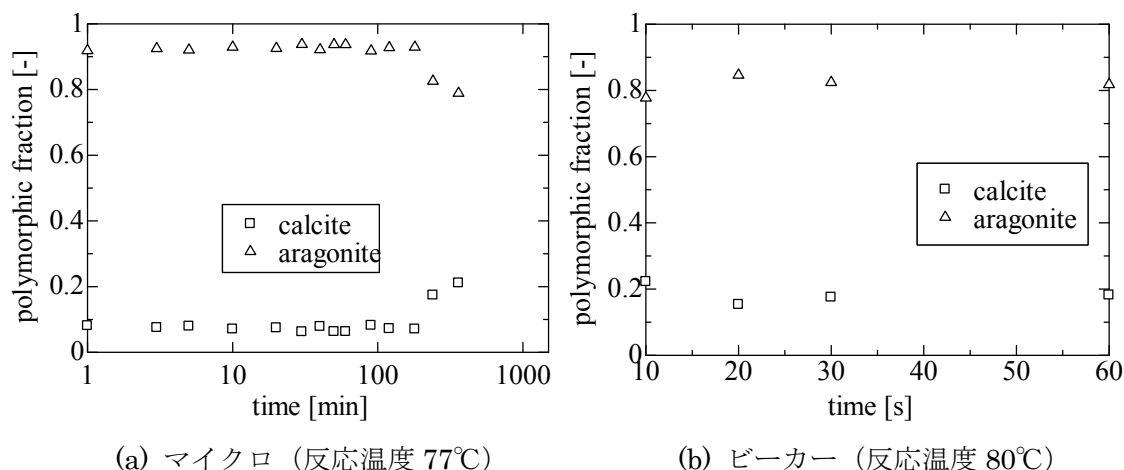 polymorphic fraction [-]
1
0.8
0.6
0.4
0.2
0
calcite
aragonite
1 10 100 1000
time [min]
(a) マイクロ（反応温度 77℃）
polymorphic fraction [-]
1
0.8
0.6
0.4
0.2
0
calcite
aragonite
10 20 30 40 50 60
time [s]
(b) ビーカー（反応温度 80℃）